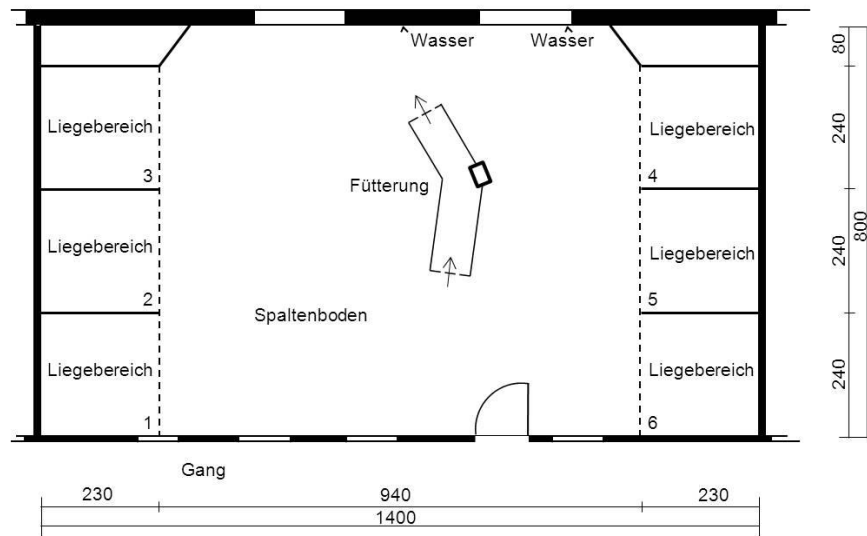 Wasser Wasser
80
Liegebereich Liegebereich
240
3 Fütterung 4
800
Liegebereich Liegebereich
240
2 5
Spaltenboden
Liegebereich Liegebereich
240
1 6
Gang
230 940 230
1400